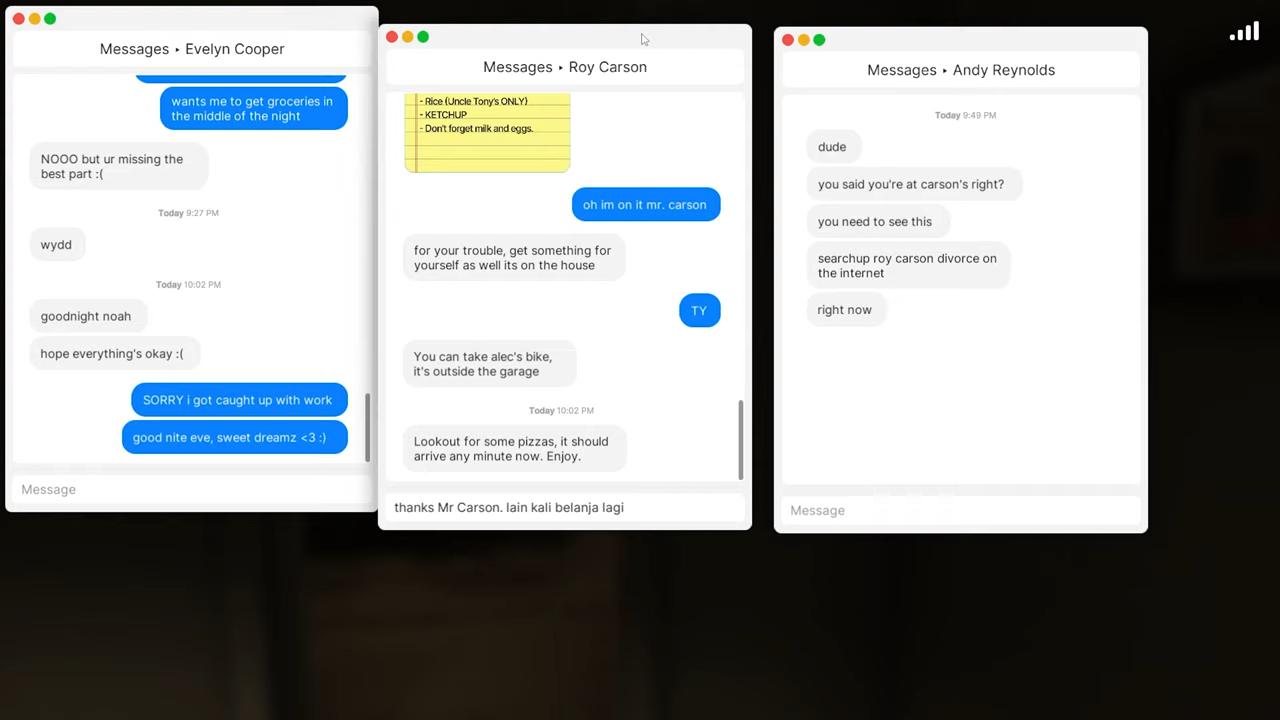 Messages ▸ Evelyn Cooper
wants me to get groceries in
the middle of the night
NOOO but ur missing the
best part :(
Today 9:27 PM
wydd
Today 10:02 PM
goodnight noah
hope everything's okay :(
SORRY i got caught up with work
good nite eve, sweet dreamz <3 :)
Message
Messages ▸ Roy Carson
- Rice (Uncle Tony's ONLY)
- KETCHUP
- Don't forget milk and eggs.
oh im on it mr. carson
for your trouble, get something for
yourself as well its on the house
TY
You can take alec's bike,
it's outside the garage
Today 10:02 PM
Lookout for some pizzas, it should
arrive any minute now. Enjoy.
thanks Mr Carson. lain kali belanja lagi
Messages ▸ Andy Reynolds
Today 9:49 PM
dude
you said you're at carson's right?
you need to see this
searchup roy carson divorce on
the internet
right now
Message